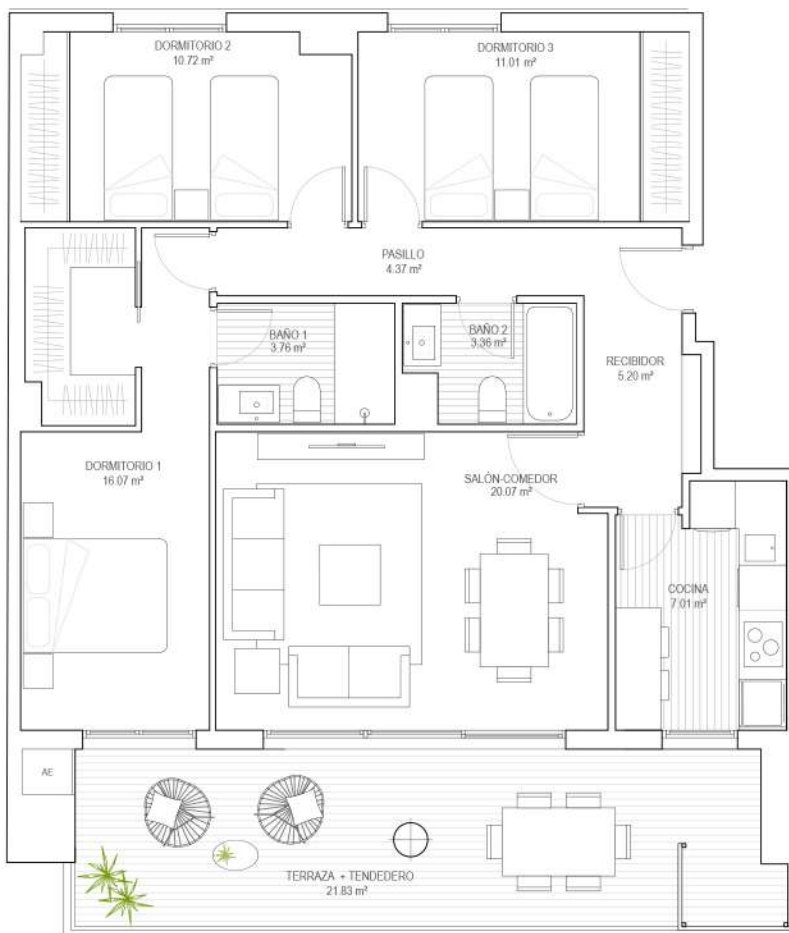 DORMITORIO 2
10.72 m²
DORMITORIO 3
11.01 m²
PASILLO
4.37 m²
BAÑO 1
3.76 m²
BAÑO 2
3.36 m²
RECIBIDOR
5.20 m²
DORMITORIO 1
16.07 m²
SALÓN-COMEDOR
20.07 m²
COCINA
7.01 m²
AE
TERRAZA + TENDEDERO
21.83 m²